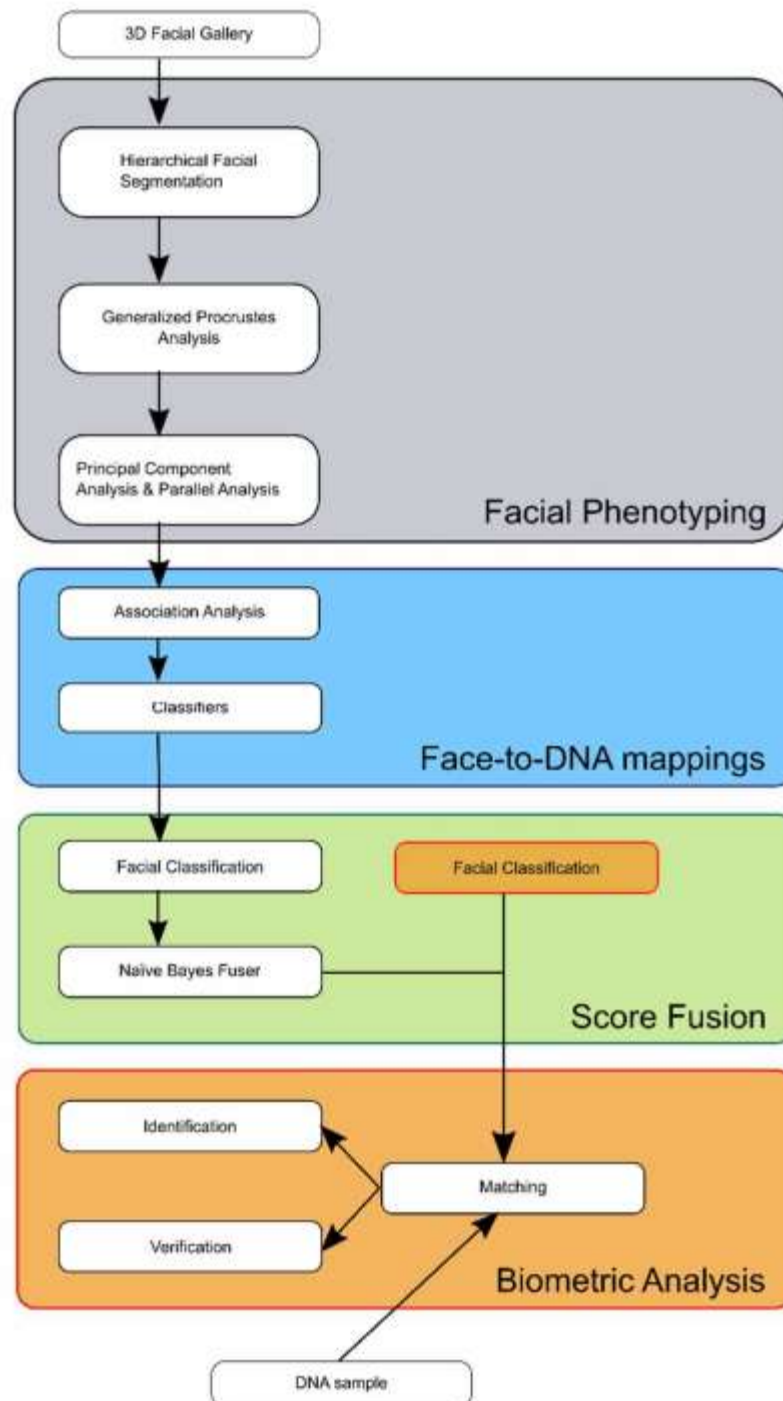 3D Facial Gallery
Hierarchical Facial
Segmentation
Generalized Procrustes
Analysis
Principal Component
Analysis & Parallel Analysis
Facial Phenotyping
Association Analysis
Classifiers
Face-to-DNA mappings
Facial Classification
Facial Classification
Naïve Bayes Fuser
Score Fusion
Identification
Matching
Verification
Biometric Analysis
DNA sample